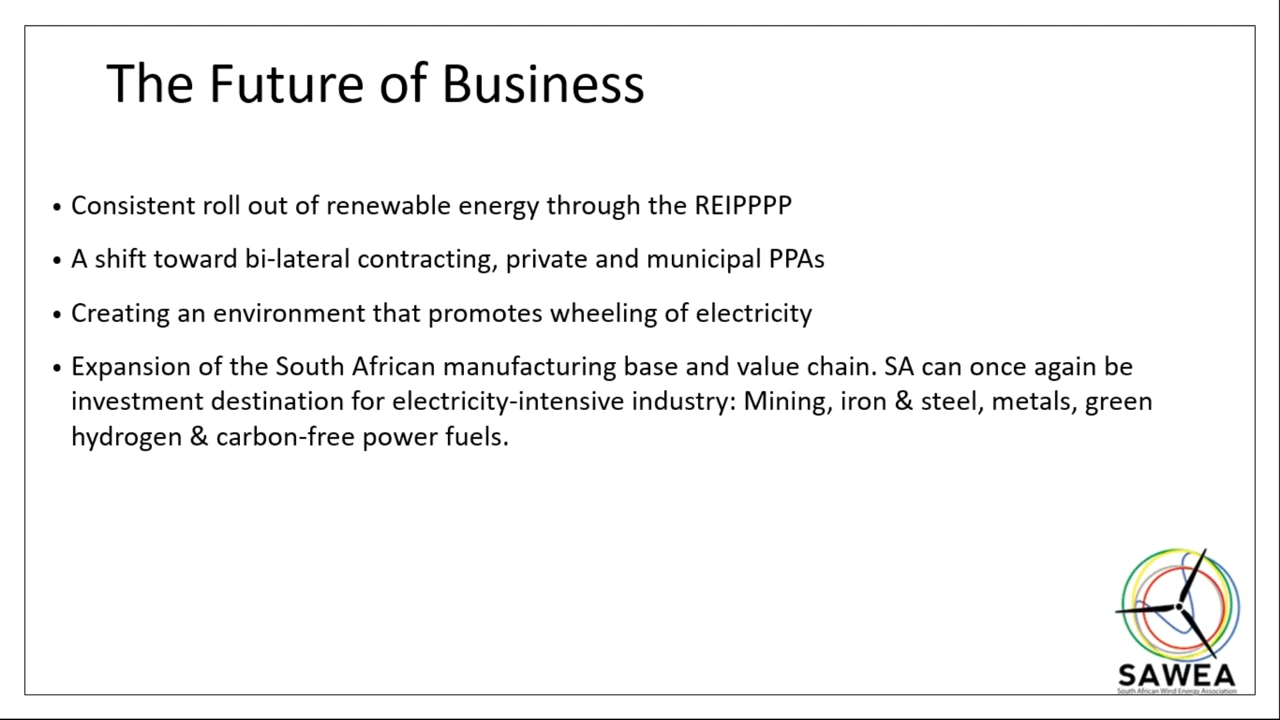 The Future of Business
• Consistent roll out of renewable energy through the REIPPPP
• A shift toward bi-lateral contracting, private and municipal PPAs
• Creating an environment that promotes wheeling of electricity
• Expansion of the South African manufacturing base and value chain. SA can once again be
investment destination for electricity-intensive industry: Mining, iron & steel, metals, green
hydrogen & carbon-free power fuels.
SAWEA
South African Wind Energy Association